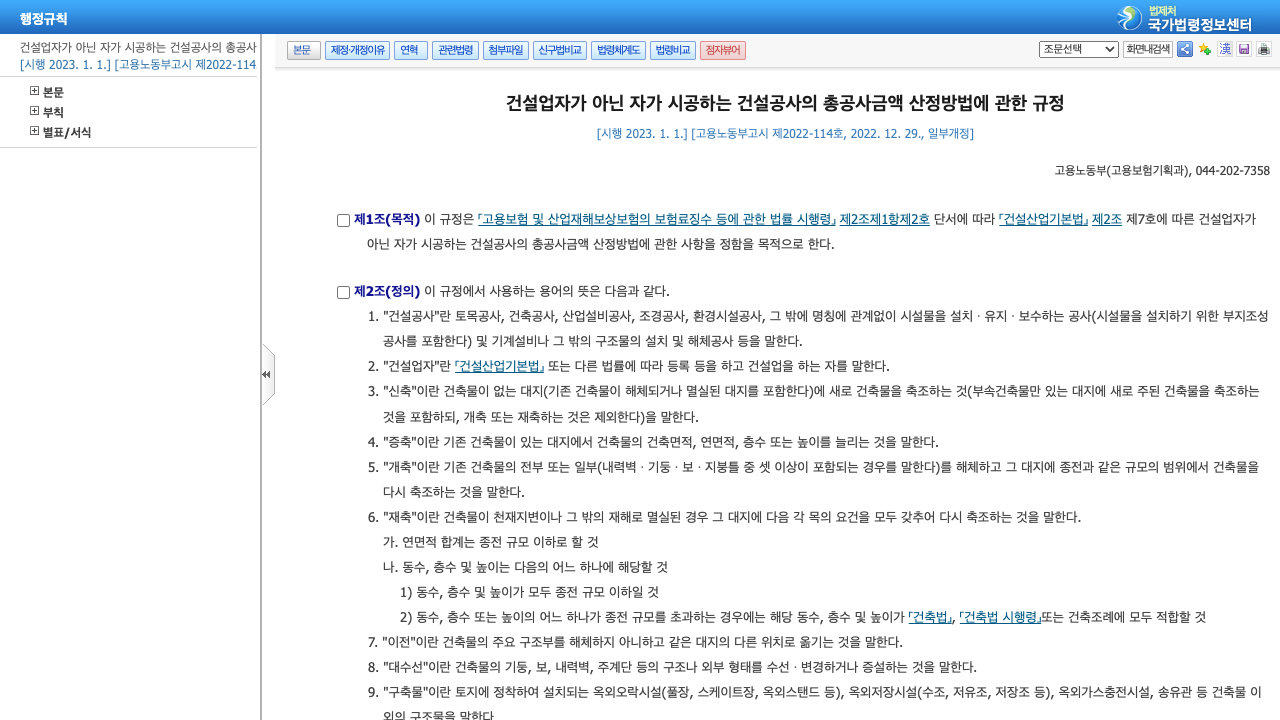 행정규칙
법제처
국가법령정보센터
건설업자가 아닌 자가 시공하는 건설공사의 총공사
[시행 2023. 1. 1.] [고용노동부고시 제2022-114
본문
부칙
별표/서식
본문 제정·개정이유 연혁 관련법령 첨부파일 신구법비교 법령체계도 법령비교 점자뷰어 조문선택 화면내검색 漢
건설업자가 아닌 자가 시공하는 건설공사의 총공사금액 산정방법에 관한 규정
[시행 2023. 1. 1.] [고용노동부고시 제2022-114호, 2022. 12. 29., 일부개정]
고용노동부(고용보험기획과), 044-202-7358
제1조(목적) 이 규정은 「고용보험 및 산업재해보상보험의 보험료징수 등에 관한 법률 시행령」 제2조제1항제2호 단서에 따라 「건설산업기본법」 제2조 제7호에 따른 건설업자가
아닌 자가 시공하는 건설공사의 총공사금액 산정방법에 관한 사항을 정함을 목적으로 한다.
제2조(정의) 이 규정에서 사용하는 용어의 뜻은 다음과 같다.
1. "건설공사"란 토목공사, 건축공사, 산업설비공사, 조경공사, 환경시설공사, 그 밖에 명칭에 관계없이 시설물을 설치·유지·보수하는 공사(시설물을 설치하기 위한 부지조성
공사를 포함한다) 및 기계설비나 그 밖의 구조물의 설치 및 해체공사 등을 말한다.
2. "건설업자"란 「건설산업기본법」 또는 다른 법률에 따라 등록 등을 하고 건설업을 하는 자를 말한다.
3. "신축"이란 건축물이 없는 대지(기존 건축물이 해체되거나 멸실된 대지를 포함한다)에 새로 건축물을 축조하는 것(부속건축물만 있는 대지에 새로 주된 건축물을 축조하는
것을 포함하되, 개축 또는 재축하는 것은 제외한다)을 말한다.
4. "증축"이란 기존 건축물이 있는 대지에서 건축물의 건축면적, 연면적, 층수 또는 높이를 늘리는 것을 말한다.
5. "개축"이란 기존 건축물의 전부 또는 일부(내력벽·기둥·보·지붕틀 중 셋 이상이 포함되는 경우를 말한다)를 해체하고 그 대지에 종전과 같은 규모의 범위에서 건축물을
다시 축조하는 것을 말한다.
6. "재축"이란 건축물이 천재지변이나 그 밖의 재해로 멸실된 경우 그 대지에 다음 각 목의 요건을 모두 갖추어 다시 축조하는 것을 말한다.
가. 연면적 합계는 종전 규모 이하로 할 것
나. 동수, 층수 및 높이는 다음의 어느 하나에 해당할 것
1) 동수, 층수 및 높이가 모두 종전 규모 이하일 것
2) 동수, 층수 또는 높이의 어느 하나가 종전 규모를 초과하는 경우에는 해당 동수, 층수 및 높이가 「건축법」, 「건축법 시행령」또는 건축조례에 모두 적합할 것
7. "이전"이란 건축물의 주요 구조부를 해체하지 아니하고 같은 대지의 다른 위치로 옮기는 것을 말한다.
8. "대수선"이란 건축물의 기둥, 보, 내력벽, 주계단 등의 구조나 외부 형태를 수선·변경하거나 증설하는 것을 말한다.
9. "구축물"이란 토지에 정착하여 설치되는 옥외오락시설(풀장, 스케이트장, 옥외스탠드 등), 옥외저장시설(수조, 저유조, 저장조 등), 옥외가스충전시설, 송유관 등 건축물 이
외의 구조물을 말한다